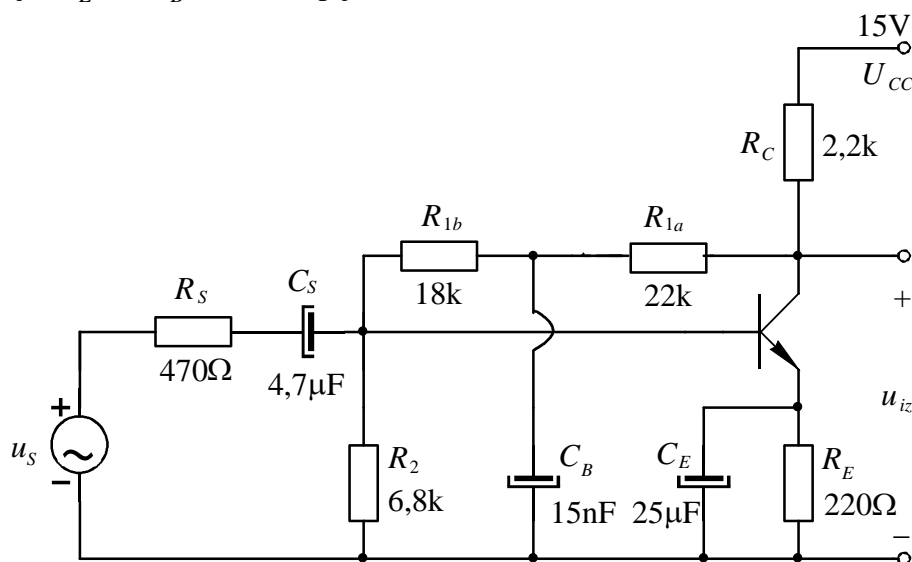 15V
U_CC
R_C
2,2k
R_1b
R_1a
18k
22k
R_S
C_S
470Ω
4,7µF
+
+
u_S
u_iz
R_2
6,8k
C_B
15nF
C_E
25µF
R_E
220Ω
−
−